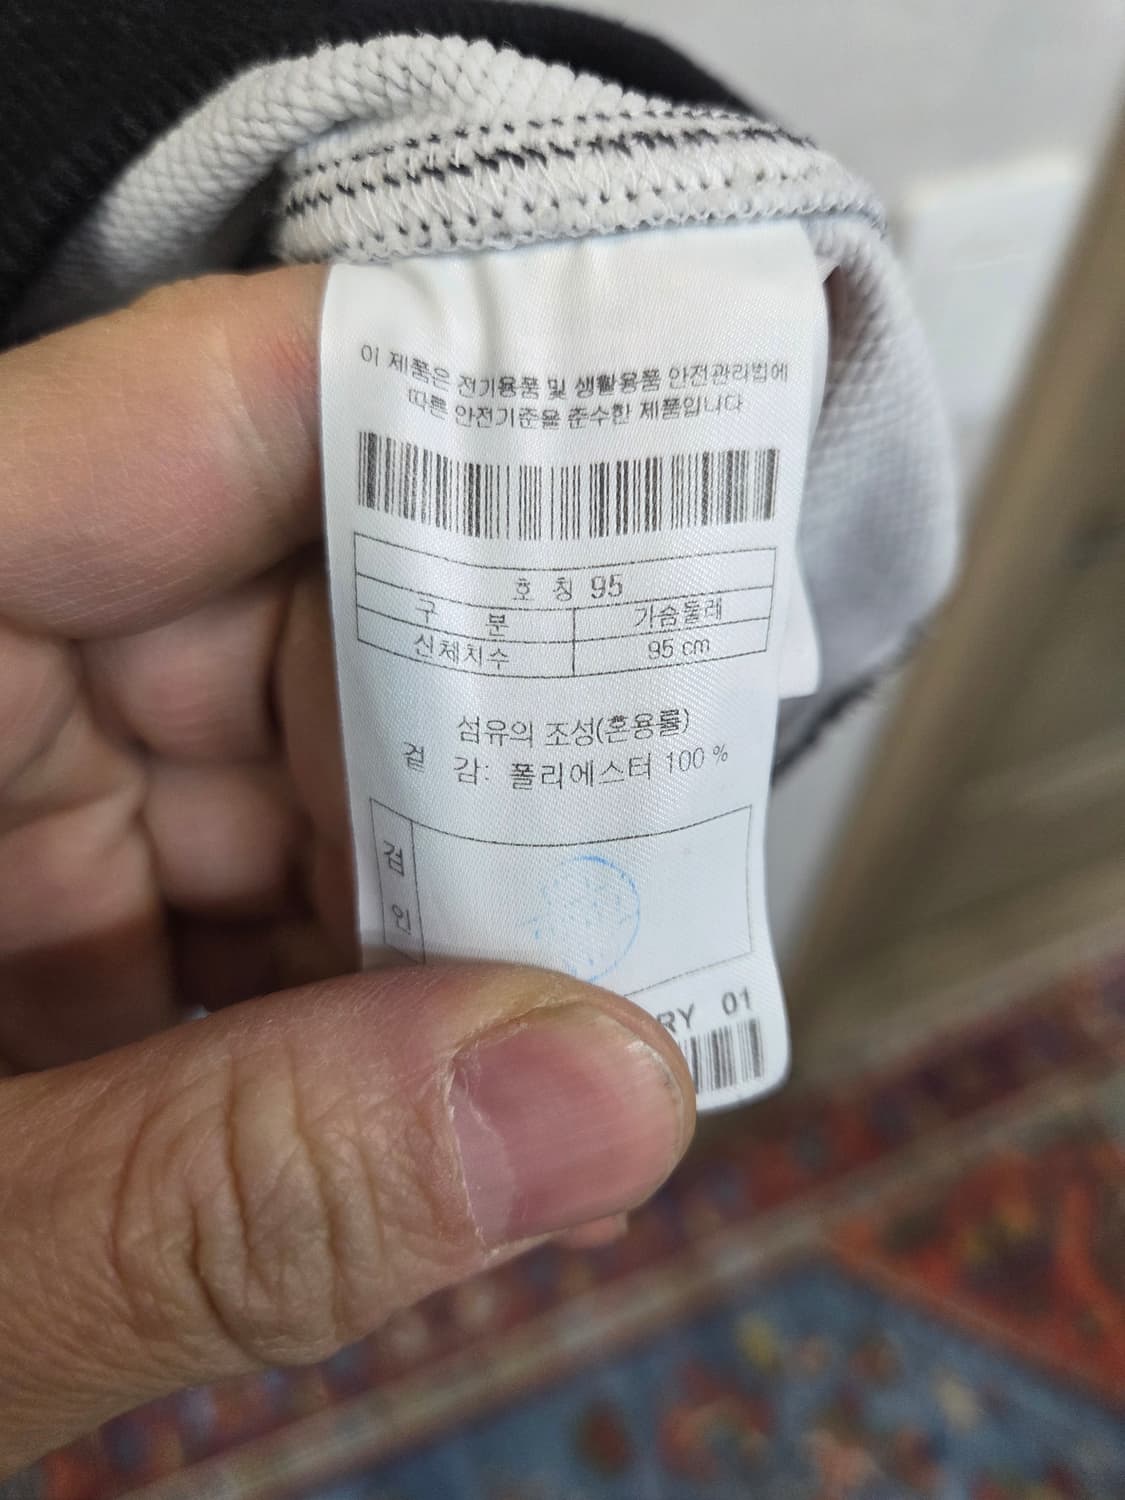 이 제품은 전기용품 및 생활용품 안전관리법에
따른 안전기준을 준수한 제품입니다
호 칭 95
구 분 가슴둘레
신체치수 95 cm
섬유의 조성(혼용률)
겉 감: 폴리에스터 100 %
검
인
RY 01